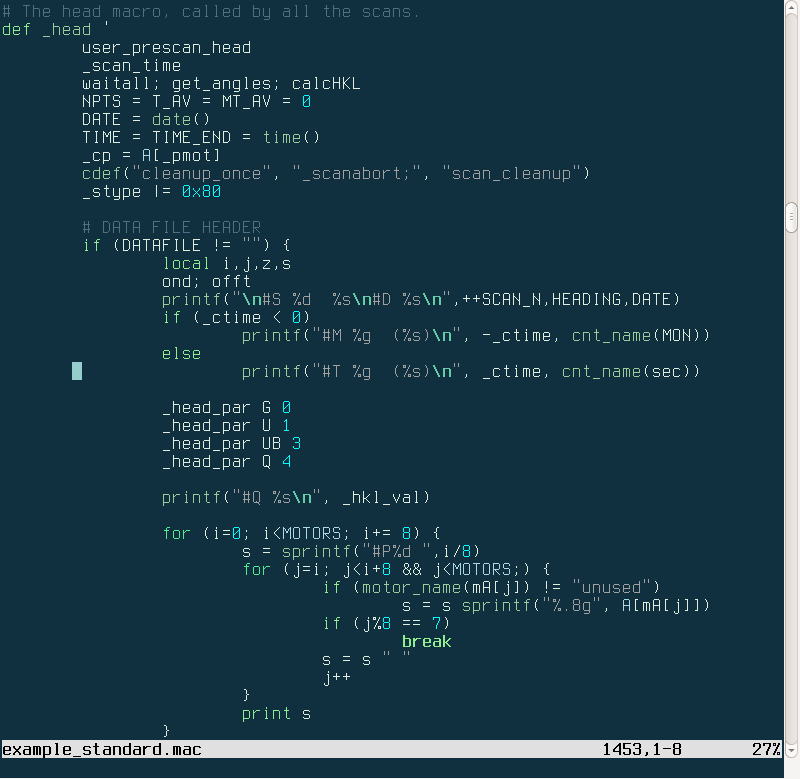 # The head macro, called by all the scans.
def _head '
        user_prescan_head
        _scan_time
        waitall; get_angles; calcHKL
        NPTS = T_AV = MT_AV = 0
        DATE = date()
        TIME = TIME_END = time()
        _cp = A[_pmot]
        cdef("cleanup_once", "_scanabort;", "scan_cleanup")
        _stype |= 0x80

        # DATA FILE HEADER
        if (DATAFILE != "") {
                local i,j,z,s
                ond; offt
                printf("\n#S %d  %s\n#D %s\n",++SCAN_N,HEADING,DATE)
                if (_ctime < 0)
                        printf("#M %g  (%s)\n", -_ctime, cnt_name(MON))
                else
                        printf("#T %g  (%s)\n", _ctime, cnt_name(sec))

                _head_par G 0
                _head_par U 1
                _head_par UB 3
                _head_par Q 4

                printf("#Q %s\n", _hkl_val)

                for (i=0; i<MOTORS; i+= 8) {
                        s = sprintf("#P%d ",i/8)
                        for (j=i; j<i+8 && j<MOTORS;) {
                                if (motor_name(mA[j]) != "unused")
                                        s = s sprintf("%.8g", A[mA[j]])
                                if (j%8 == 7)
                                        break
                                s = s " "
                                j++
                        }
                        print s
                }
example_standard.mac 1453,1-8 27%